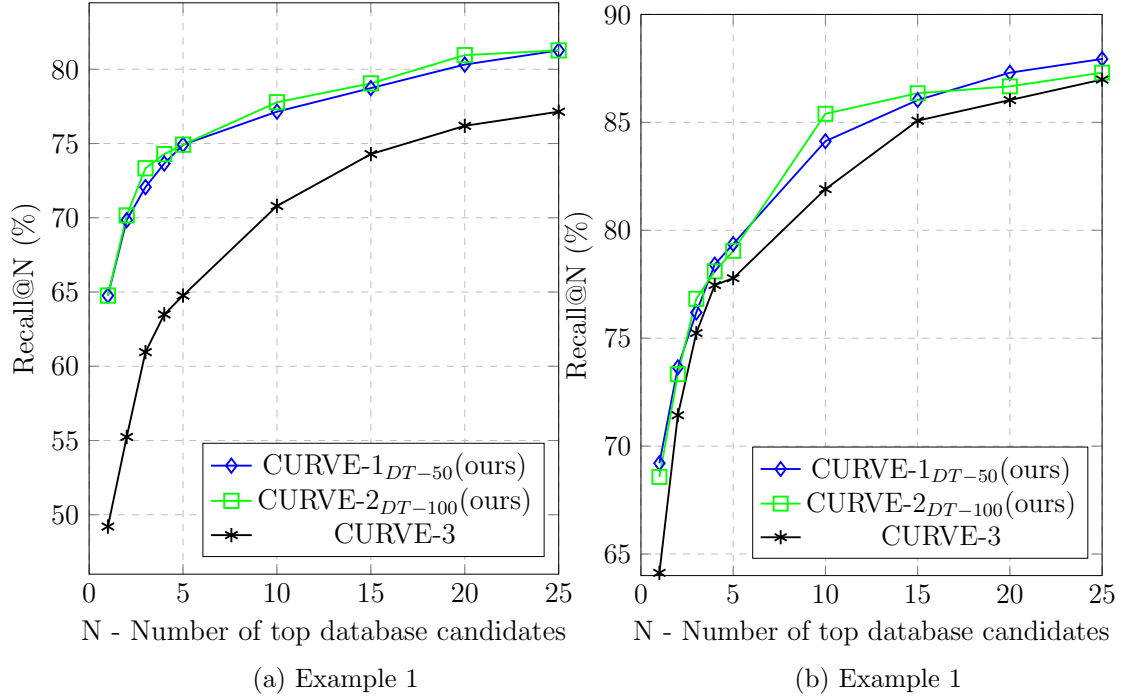 80
75
70
65
60
55
50
0 5 10 15 20 25
Recall@N (%)
N - Number of top database candidates
CURVE-1DT−50(ours)
CURVE-2DT−100(ours)
CURVE-3
(a) Example 1
85
80
75
70
65
0 5 10 15 20 25
Recall@N (%)
N - Number of top database candidates
CURVE-1DT−50(ours)
CURVE-2DT−100(ours)
CURVE-3
(b) Example 1